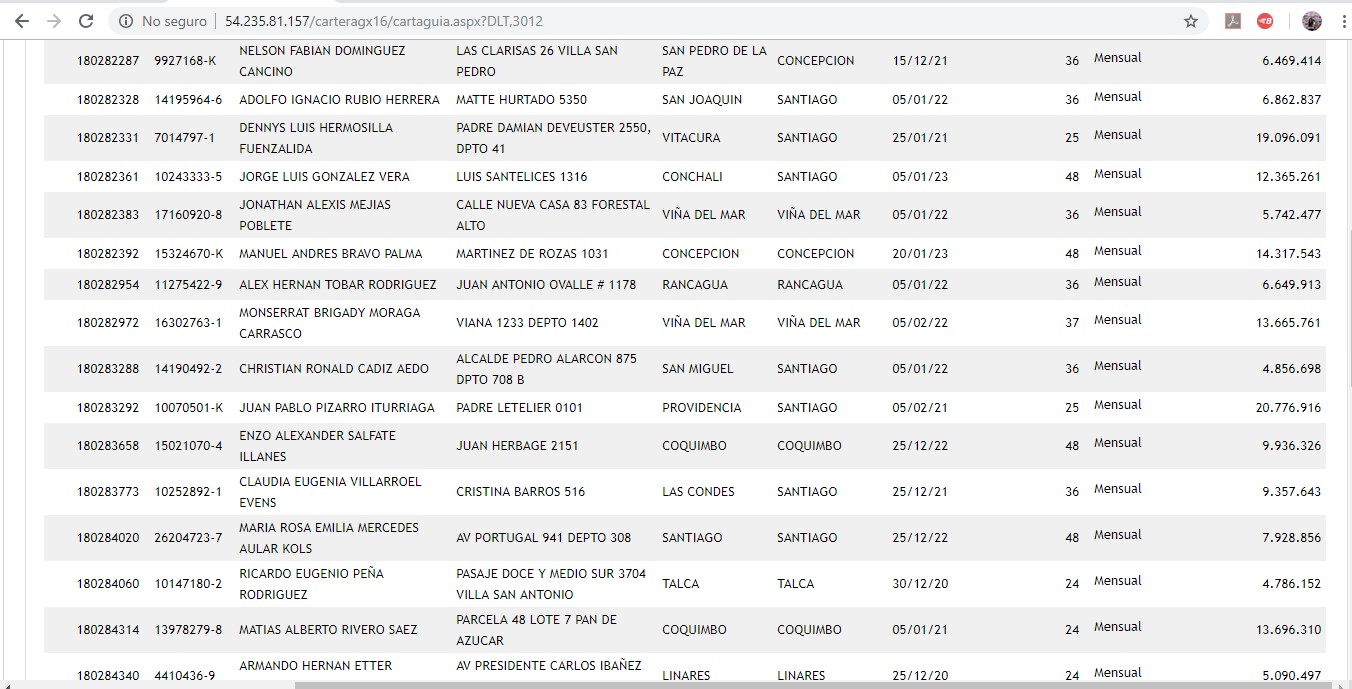 No seguro | 54.235.81.157/carteragx16/cartaguia.aspx?DLT,3012
180282287 9927168-K NELSON FABIAN DOMINGUEZ CANCINO LAS CLARISAS 26 VILLA SAN PEDRO SAN PEDRO DE LA PAZ CONCEPCION 15/12/21 36 Mensual 6.469.414
180282328 14195964-6 ADOLFO IGNACIO RUBIO HERRERA MATTE HURTADO 5350 SAN JOAQUIN SANTIAGO 05/01/22 36 Mensual 6.862.837
180282331 7014797-1 DENNYS LUIS HERMOSILLA FUENZALIDA PADRE DAMIAN DEVEUSTER 2550, DPTO 41 VITACURA SANTIAGO 25/01/21 25 Mensual 19.096.091
180282361 10243333-5 JORGE LUIS GONZALEZ VERA LUIS SANTELICES 1316 CONCHALI SANTIAGO 05/01/23 48 Mensual 12.365.261
180282383 17160920-8 JONATHAN ALEXIS MEJIAS POBLETE CALLE NUEVA CASA 83 FORESTAL ALTO VIÑA DEL MAR VIÑA DEL MAR 05/01/22 36 Mensual 5.742.477
180282392 15324670-K MANUEL ANDRES BRAVO PALMA MARTINEZ DE ROZAS 1031 CONCEPCION CONCEPCION 20/01/23 48 Mensual 14.317.543
180282954 11275422-9 ALEX HERNAN TOBAR RODRIGUEZ JUAN ANTONIO OVALLE # 1178 RANCAGUA RANCAGUA 05/01/22 36 Mensual 6.649.913
180282972 16302763-1 MONSERRAT BRIGADY MORAGA CARRASCO VIANA 1233 DEPTO 1402 VIÑA DEL MAR VIÑA DEL MAR 05/02/22 37 Mensual 13.665.761
180283288 14190492-2 CHRISTIAN RONALD CADIZ AEDO ALCALDE PEDRO ALARCON 875 DPTO 708 B SAN MIGUEL SANTIAGO 05/01/22 36 Mensual 4.856.698
180283292 10070501-K JUAN PABLO PIZARRO ITURRIAGA PADRE LETELIER 0101 PROVIDENCIA SANTIAGO 05/02/21 25 Mensual 20.776.916
180283658 15021070-4 ENZO ALEXANDER SALFATE ILLANES JUAN HERBAGE 2151 COQUIMBO COQUIMBO 25/12/22 48 Mensual 9.936.326
180283773 10252892-1 CLAUDIA EUGENIA VILLARROEL EVENS CRISTINA BARROS 516 LAS CONDES SANTIAGO 25/12/21 36 Mensual 9.357.643
180284020 26204723-7 MARIA ROSA EMILIA MERCEDES AULAR KOLS AV PORTUGAL 941 DEPTO 308 SANTIAGO SANTIAGO 25/12/22 48 Mensual 7.928.856
180284060 10147180-2 RICARDO EUGENIO PEÑA RODRIGUEZ PASAJE DOCE Y MEDIO SUR 3704 VILLA SAN ANTONIO TALCA TALCA 30/12/20 24 Mensual 4.786.152
180284314 13978279-8 MATIAS ALBERTO RIVERO SAEZ PARCELA 48 LOTE 7 PAN DE AZUCAR COQUIMBO COQUIMBO 05/01/21 24 Mensual 13.696.310
180284340 4410436-9 ARMANDO HERNAN ETTER AV PRESIDENTE CARLOS IBAÑEZ LINARES LINARES 25/12/20 24 Mensual 5.090.497